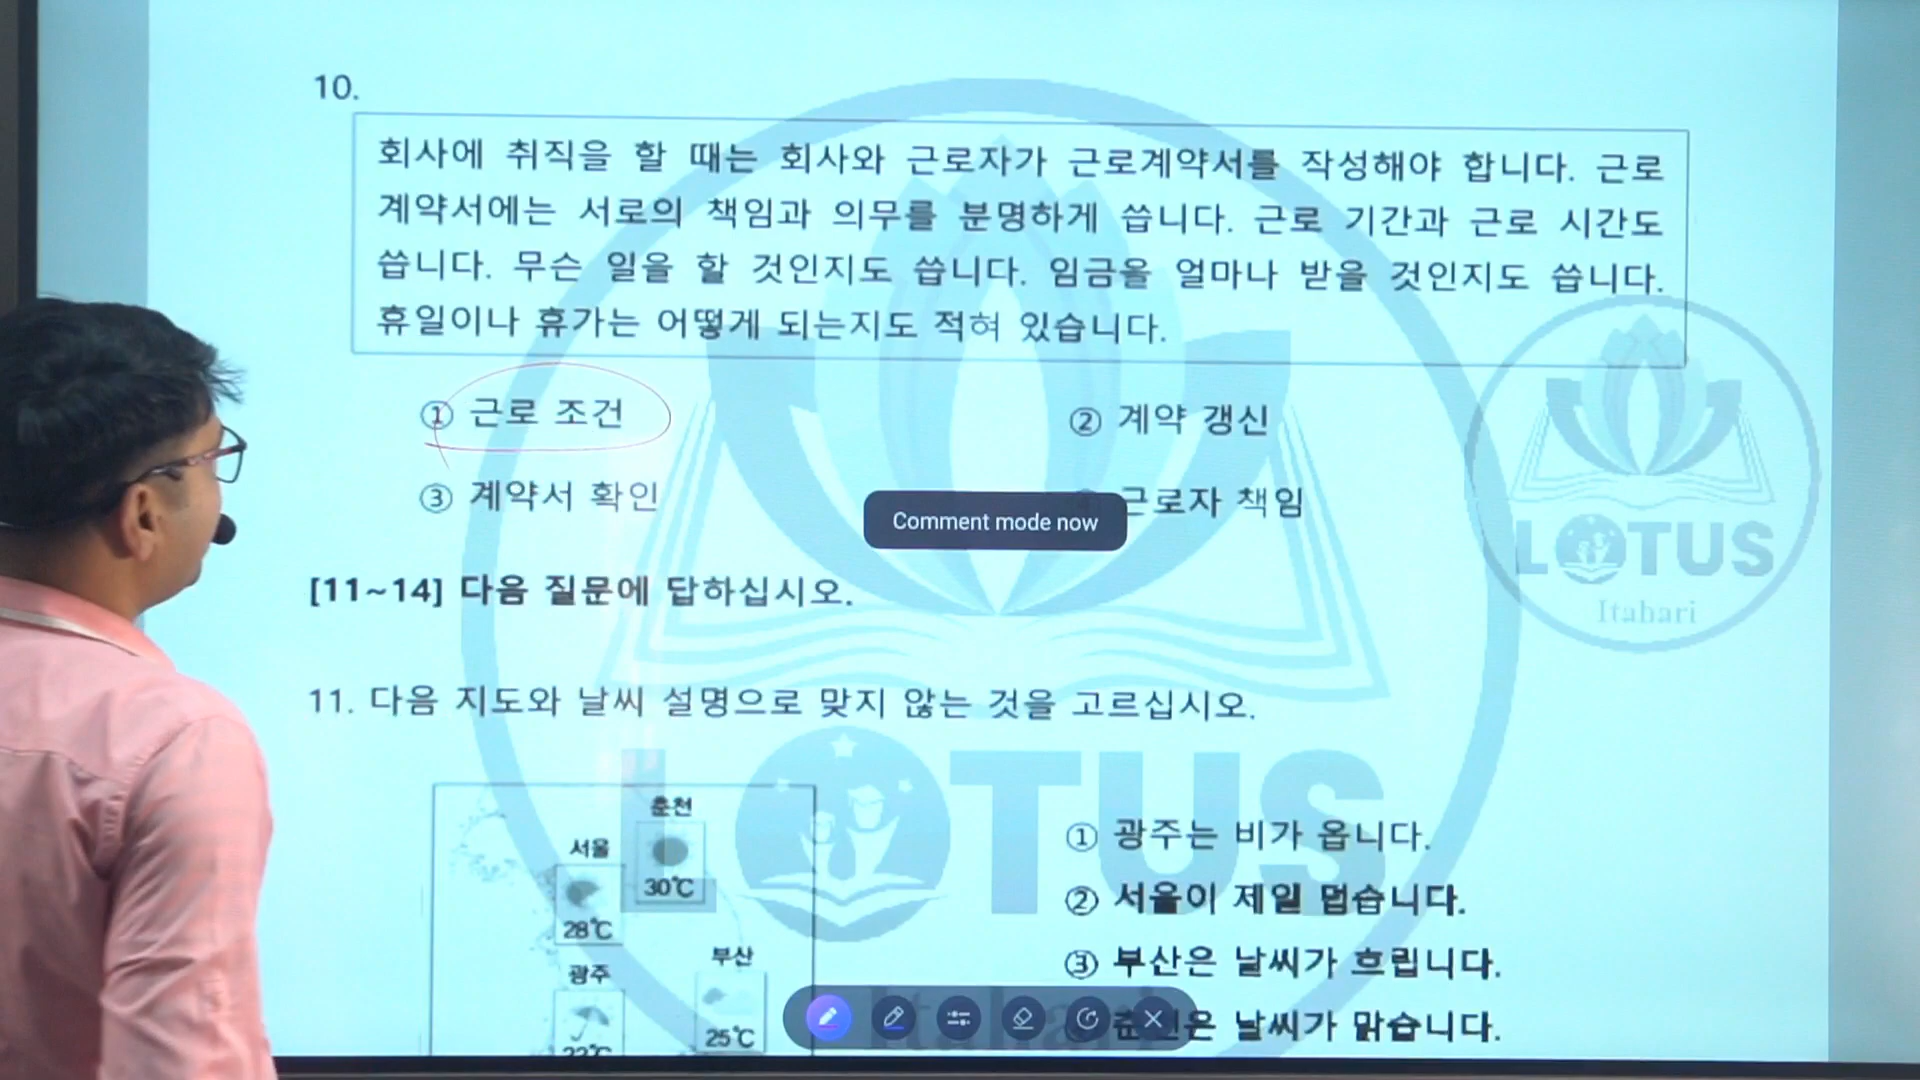 10.
회사에 취직을 할 때는 회사와 근로자가 근로계약서를 작성해야 합니다. 근로
계약서에는 서로의 책임과 의무를 분명하게 씁니다. 근로 기간과 근로 시간도
씁니다. 무슨 일을 할 것인지도 씁니다. 임금을 얼마나 받을 것인지도 씁니다.
휴일이나 휴가는 어떻게 되는지도 적혀 있습니다.
① 근로 조건
② 계약 갱신
③ 계약서 확인
근로자 책임
Comment mode now
LOTUS
Itabari
[11~14] 다음 질문에 답하십시오.
11. 다음 지도와 날씨 설명으로 맞지 않는 것을 고르십시오.
LOTUS
춘천
30℃
서울
28℃
광주
부산
25℃
① 광주는 비가 옵니다.
② 서울이 제일 덥습니다.
③ 부산은 날씨가 흐립니다.
날씨가 맑습니다.